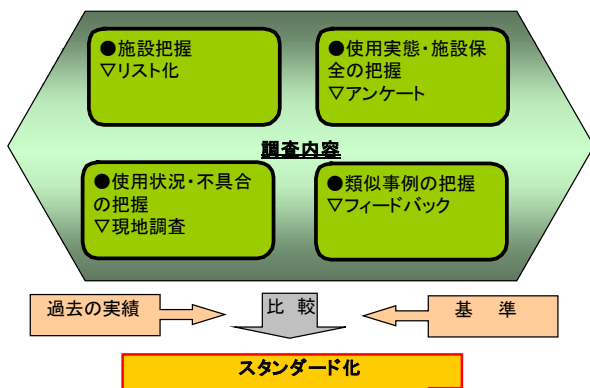 ●施設把握
▽リスト化
●使用実態・施設保
全の把握
▽アンケート
調査内容
●使用状況・不具合
の把握
▽現地調査
●類似事例の把握
▽フィードバック
過去の実績
比 較
基 準
スタンダード化